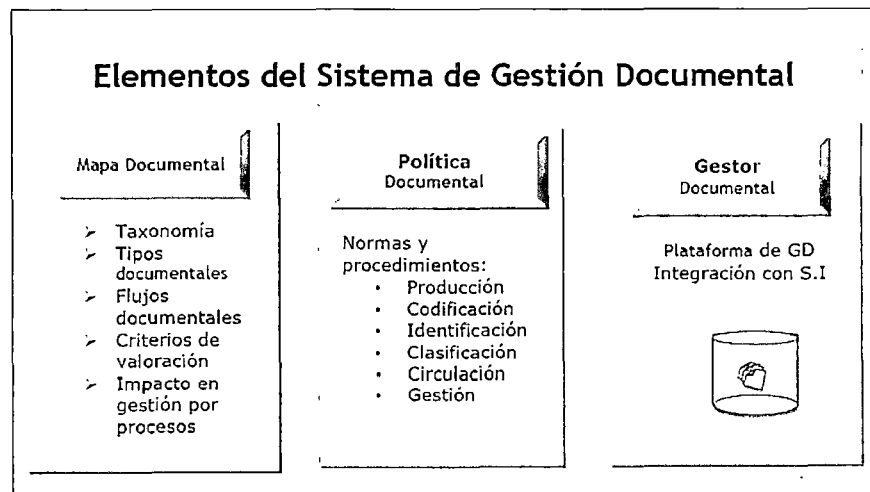 Elementos del Sistema de Gestión Documental
Mapa Documental
➢ Taxonomía
➢ Tipos
documentales
➢ Flujos
documentales
➢ Criterios de
valoración
➢ Impacto en
gestión por
procesos
Política
Documental
Normas y
procedimientos:
• Producción
• Codificación
• Identificación
• Clasificación
• Circulación
• Gestión
Gestor
Documental
Plataforma de GD
Integración con S.I